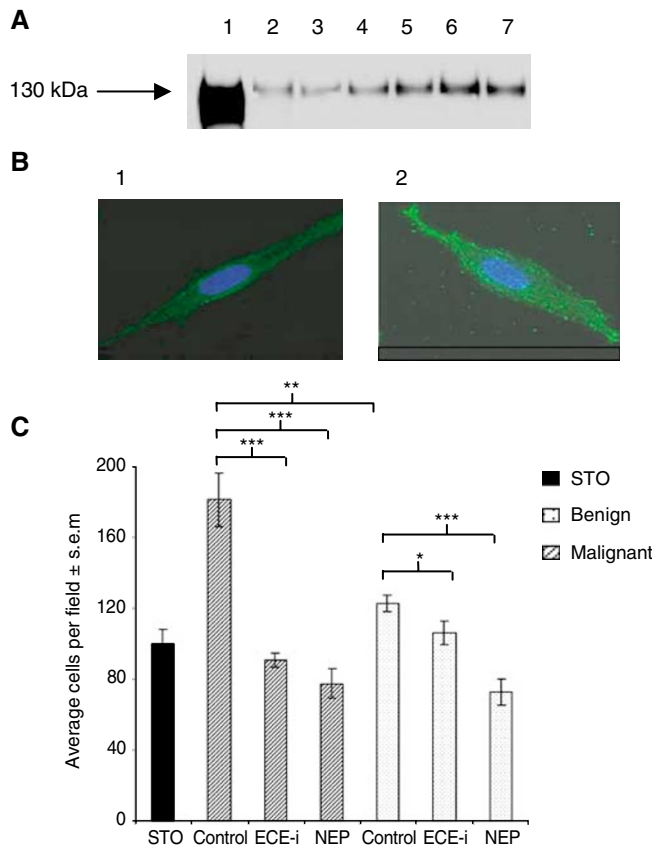 A
1 2 3 4 5 6 7
130 kDa
B
1 2
C
**
***
***
***
*
Average cells per field ± s.e.m
200
160
120
80
40
0
STO
Benign
Malignant
STO Control ECE-i NEP Control ECE-i NEP